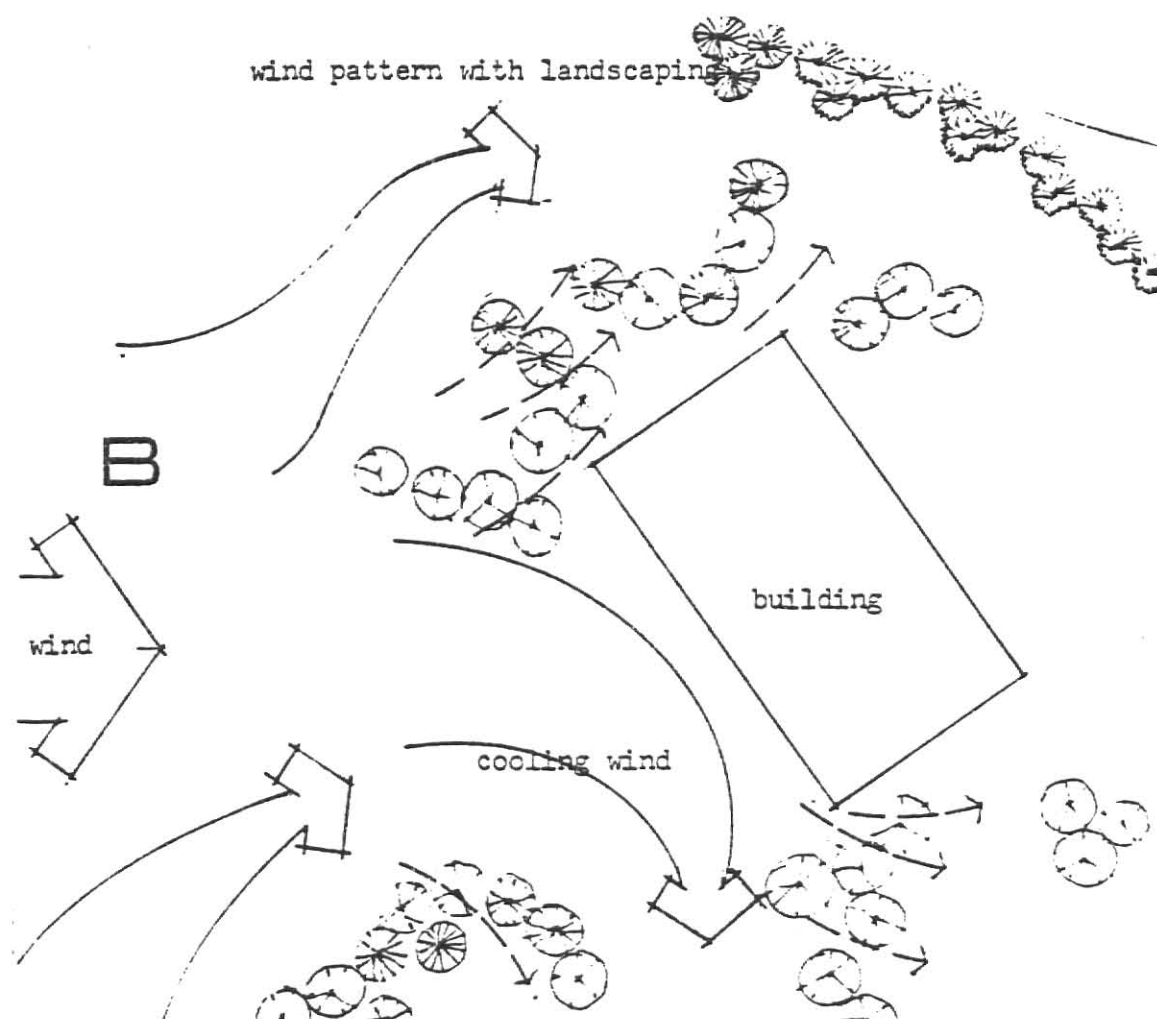 wind pattern with landscaping
B
building
wind
cooling wind